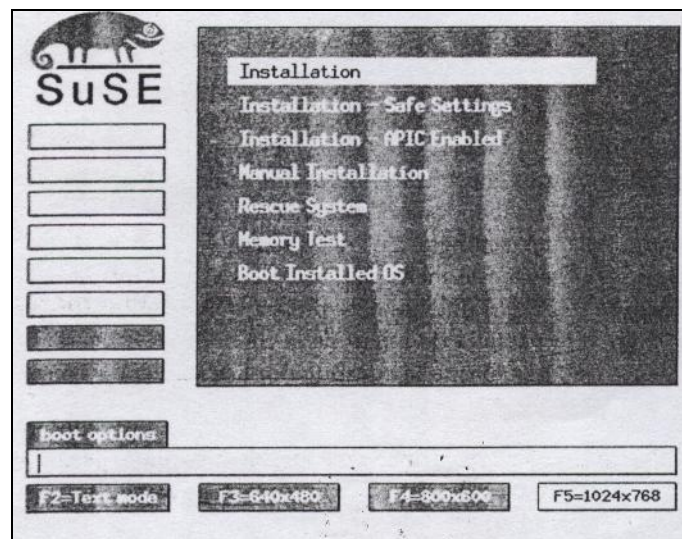 SuSE
Installation
Installation - Safe Settings
Installation - APIC Enabled
Manual Installation
Rescue System
Memory Test
Boot Installed OS
boot options
F2=Text mode
F3=640x480
F4=800x600
F5=1024x768